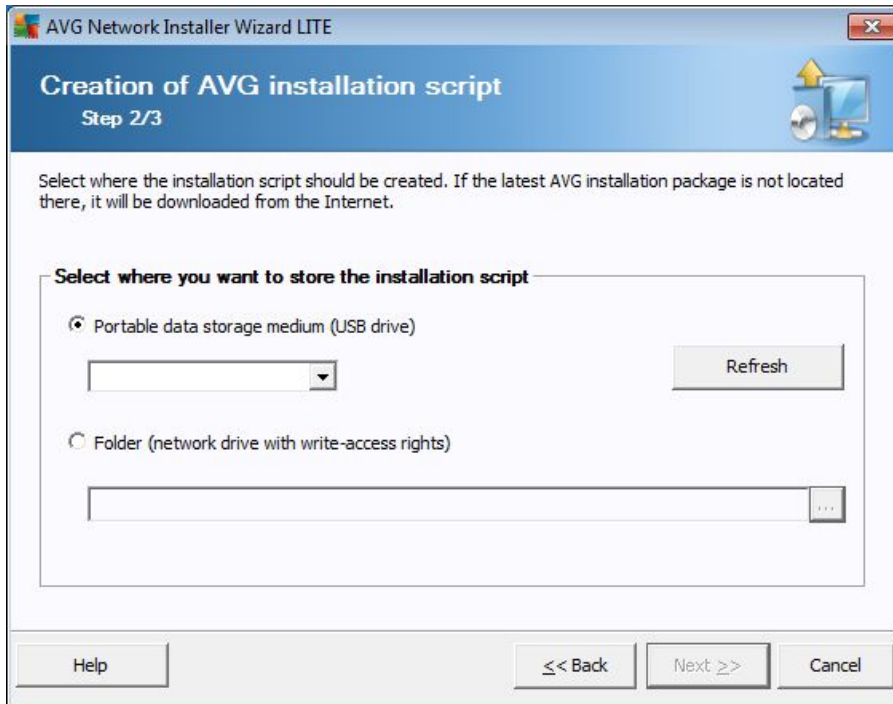 AVG Network Installer Wizard LITE
Creation of AVG installation script
Step 2/3
Select where the installation script should be created. If the latest AVG installation package is not located
there, it will be downloaded from the Internet.
Select where you want to store the installation script
Portable data storage medium (USB drive)
Refresh
Folder (network drive with write-access rights)
...
Help
<< Back
Next >>
Cancel